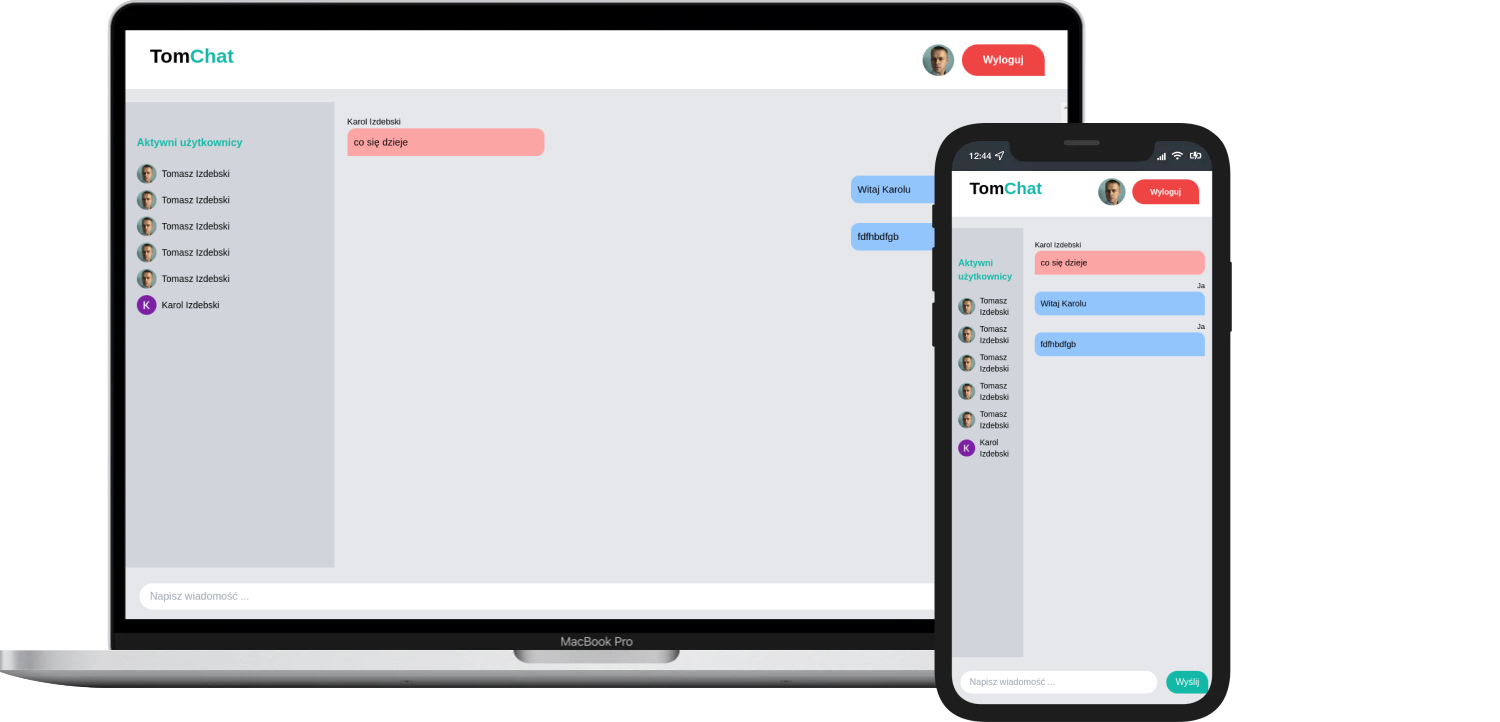 TomChat
Wyloguj
Aktywni użytkownicy
Tomasz Izdebski
Tomasz Izdebski
Tomasz Izdebski
Tomasz Izdebski
Tomasz Izdebski
K Karol Izdebski
Karol Izdebski
co się dzieje
Witaj Karolu
fdfhbdfgb
Napisz wiadomość ...
MacBook Pro
12:44
TomChat
Wyloguj
Aktywni
użytkownicy
Tomasz
Izdebski
Tomasz
Izdebski
Tomasz
Izdebski
Tomasz
Izdebski
Tomasz
Izdebski
K Karol
Izdebski
Karol Izdebski
co się dzieje
Ja
Witaj Karolu
Ja
fdfhbdfgb
Napisz wiadomość ...
Wyślij